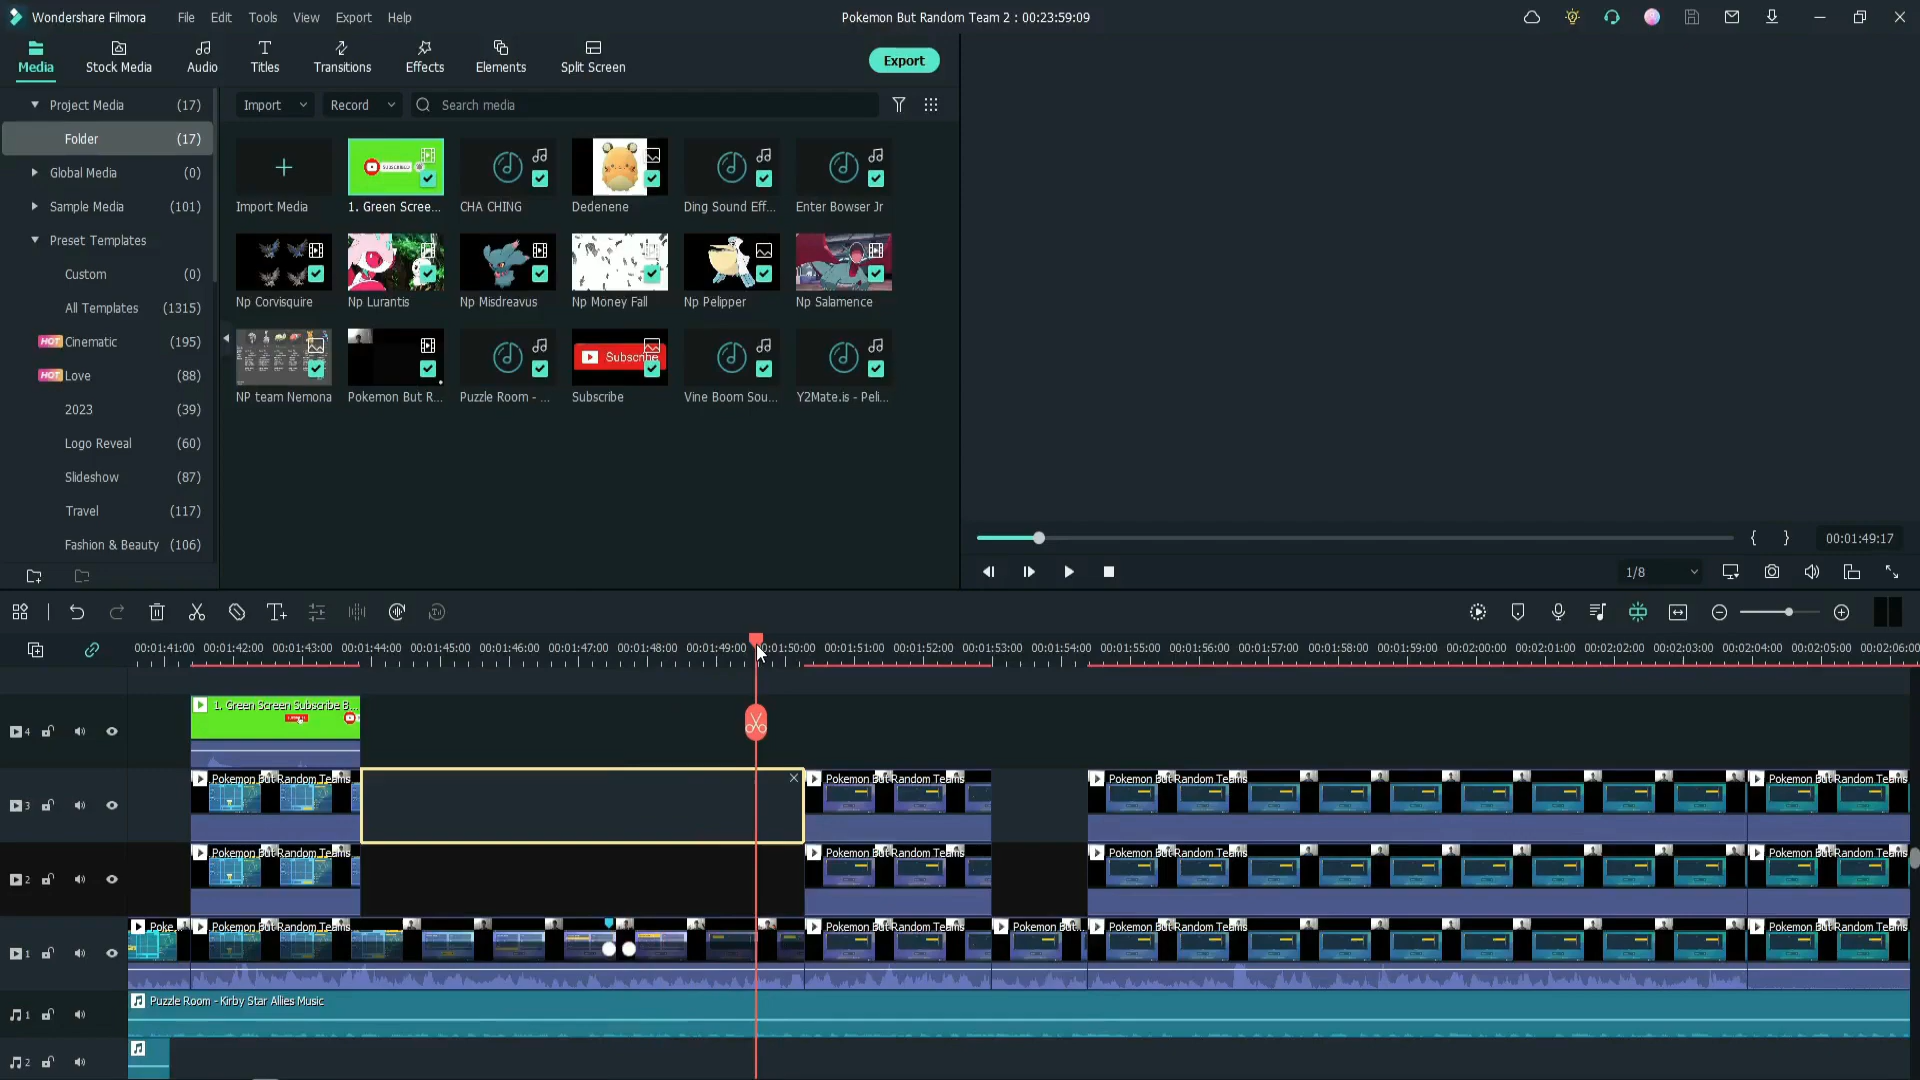 Wondershare Filmora File Edit Tools View Export Help Pokemon But Random Team 2 : 00:23:59:09
Media Stock Media Audio Titles Transitions Effects Elements Split Screen Export
Project Media (17) Import Record Search media
Folder (17)
Global Media (0)
Sample Media (101)
Preset Templates
Custom (0)
All Templates (1315)
HOT Cinematic (195)
HOT Love (88)
2023 (39)
Logo Reveal (60)
Slideshow (87)
Travel (117)
Fashion & Beauty (106)
SUBSCRIBED
Import Media 1. Green Scree... CHA CHING Dedenene Ding Sound Eff... Enter Bowser Jr
Np Corvisquire Np Lurantis Np Misdreavus Np Money Fall Np Pelipper Np Salamence
Subscribe
NP team Nemona Pokemon But R... Puzzle Room - ... Subscribe Vine Boom Sou... Y2Mate.is - Peli...
{ } 00:01:49:17
1/8
00:01:41:00 00:01:42:00 00:01:43:00 00:01:44:00 00:01:45:00 00:01:46:00 00:01:47:00 00:01:48:00 00:01:49:00 00:01:50:00 00:01:51:00 00:01:52:00 00:01:53:00 00:01:54:00 00:01:55:00 00:01:56:00 00:01:57:00 00:01:58:00 00:01:59:00 00:02:00:00 00:02:01:00 00:02:02:00 00:02:03:00 00:02:04:00 00:02:05:00 00:02:06:00
1. Green Screen Subscribe B...
4
Pokemon But Random Teams Pokemon But Random Teams Pokemon But Random Teams Pokemon But Random Teams
3
Pokemon But Random Teams Pokemon But Random Teams Pokemon But Random Teams Pokemon But Random Teams
2
Poke... Pokemon But Random Teams Pokemon But Random Teams Pokemon But... Pokemon But Random Teams Pokemon But Random Teams
1
Puzzle Room - Kirby Star Allies Music
1
2